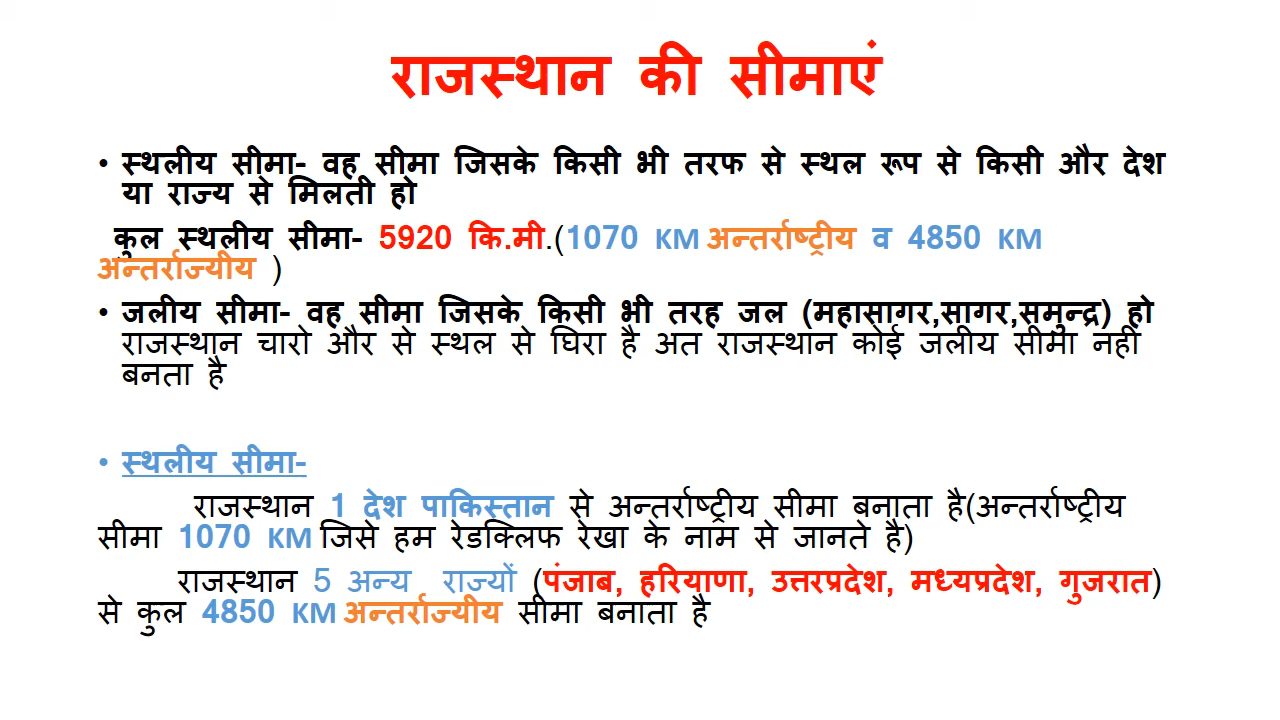 राजस्थान की सीमाएं
• स्थलीय सीमा- वह सीमा जिसके किसी भी तरफ से स्थल रूप से किसी और देश
या राज्य से मिलती हो
कुल स्थलीय सीमा- 5920 कि.मी.(1070 KM अन्तर्राष्ट्रीय व 4850 KM
अन्तर्राज्यीय )
• जलीय सीमा- वह सीमा जिसके किसी भी तरह जल (महासागर,सागर,समुन्द्र) हो
राजस्थान चारो और से स्थल से घिरा है अत राजस्थान कोई जलीय सीमा नहीं
बनता है
• स्थलीय सीमा-
राजस्थान 1 देश पाकिस्तान से अन्तर्राष्ट्रीय सीमा बनाता है(अन्तर्राष्ट्रीय
सीमा 1070 KM जिसे हम रेडक्लिफ रेखा के नाम से जानते है)
राजस्थान 5 अन्य राज्यों (पंजाब, हरियाणा, उत्तरप्रदेश, मध्यप्रदेश, गुजरात)
से कुल 4850 KM अन्तर्राज्यीय सीमा बनाता है